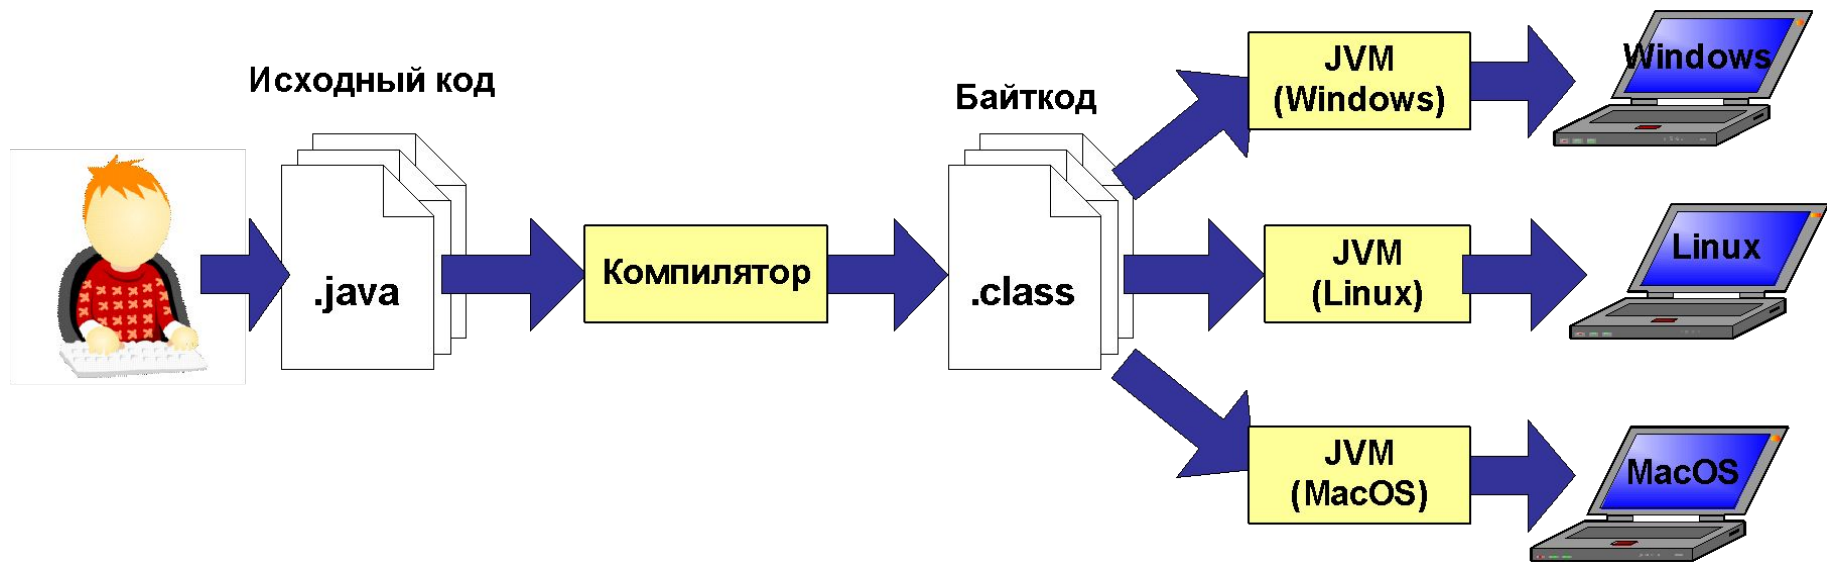 Исходный код
.java
Компилятор
Байткод
.class
JVM
(Windows)
Windows
JVM
(Linux)
Linux
JVM
(MacOS)
MacOS